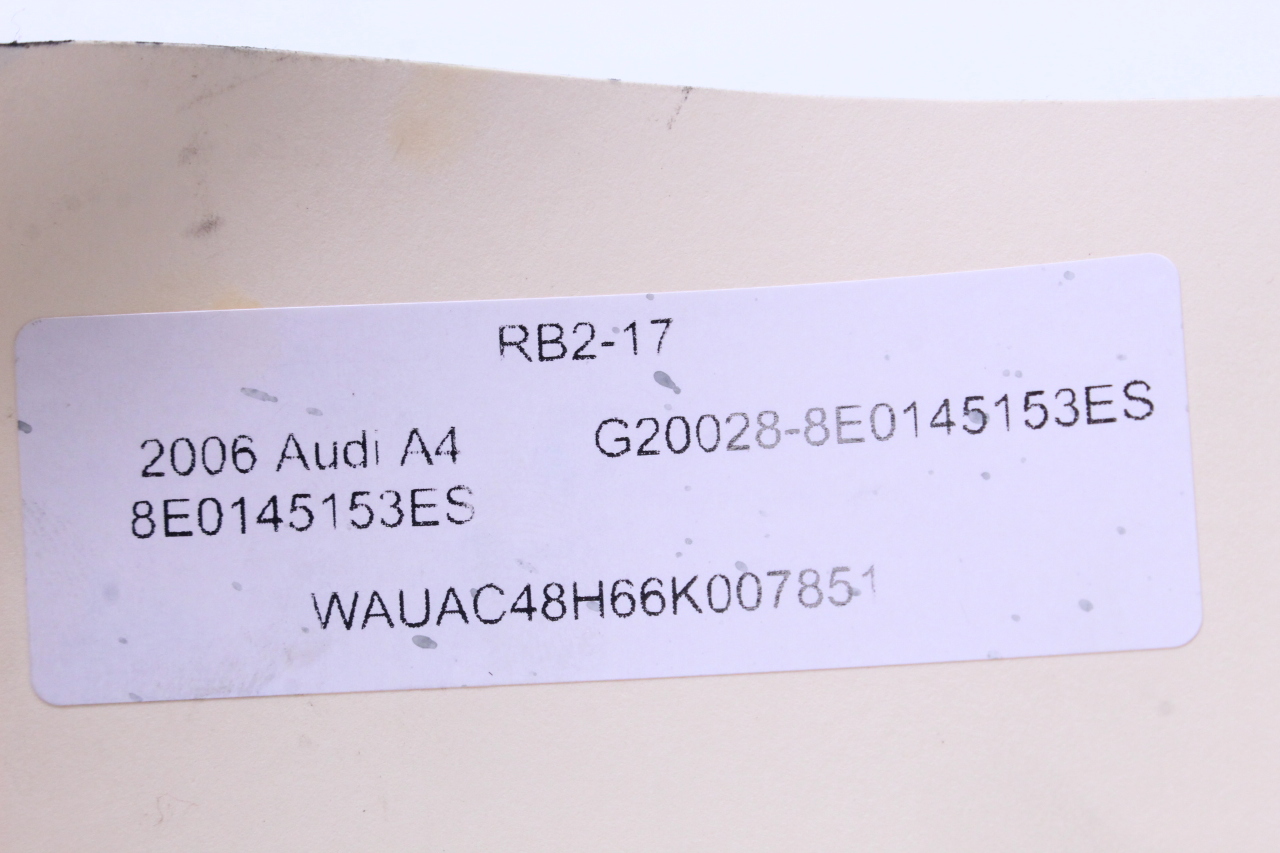 RB2-17
2006 Audi A4
G20028-8E0145153ES
8E0145153ES
WAUAC48H66K007851